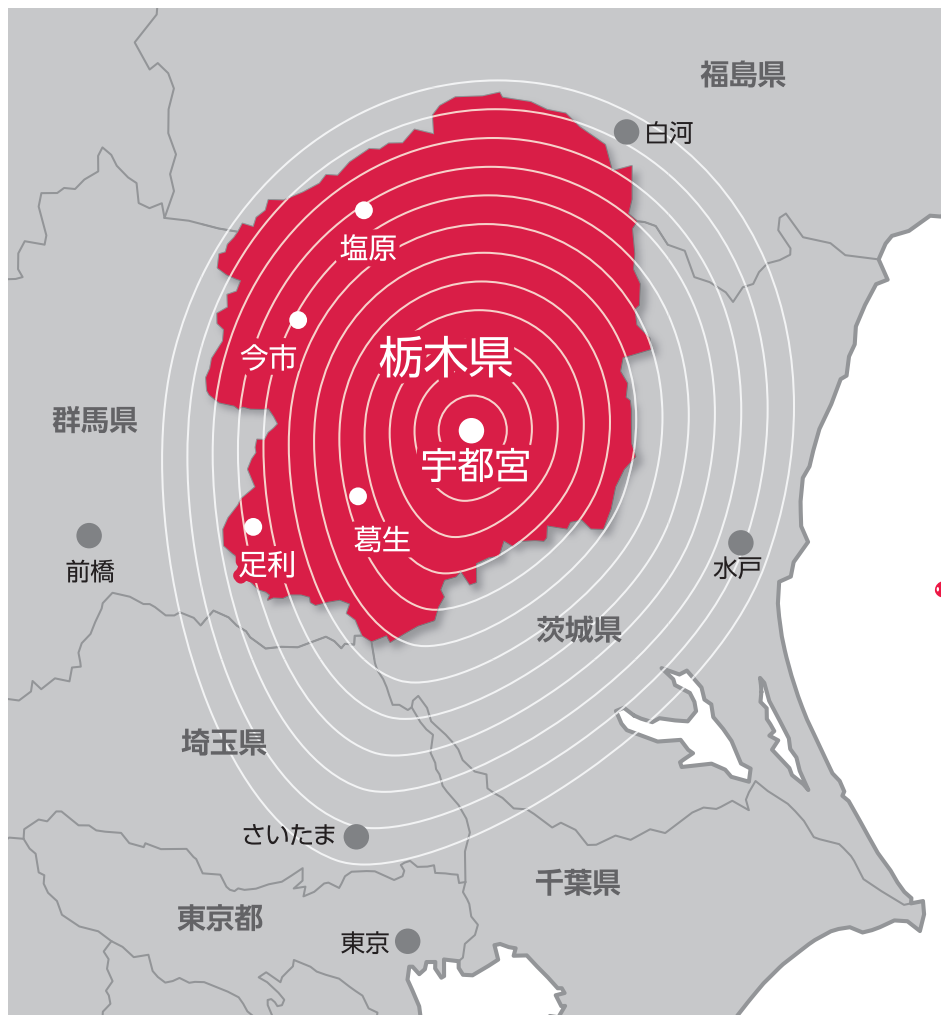 福島県
白河
塩原
今市
栃木県
群馬県
宇都宮
葛生
足利
前橋
水戸
茨城県
埼玉県
さいたま
千葉県
東京都
東京